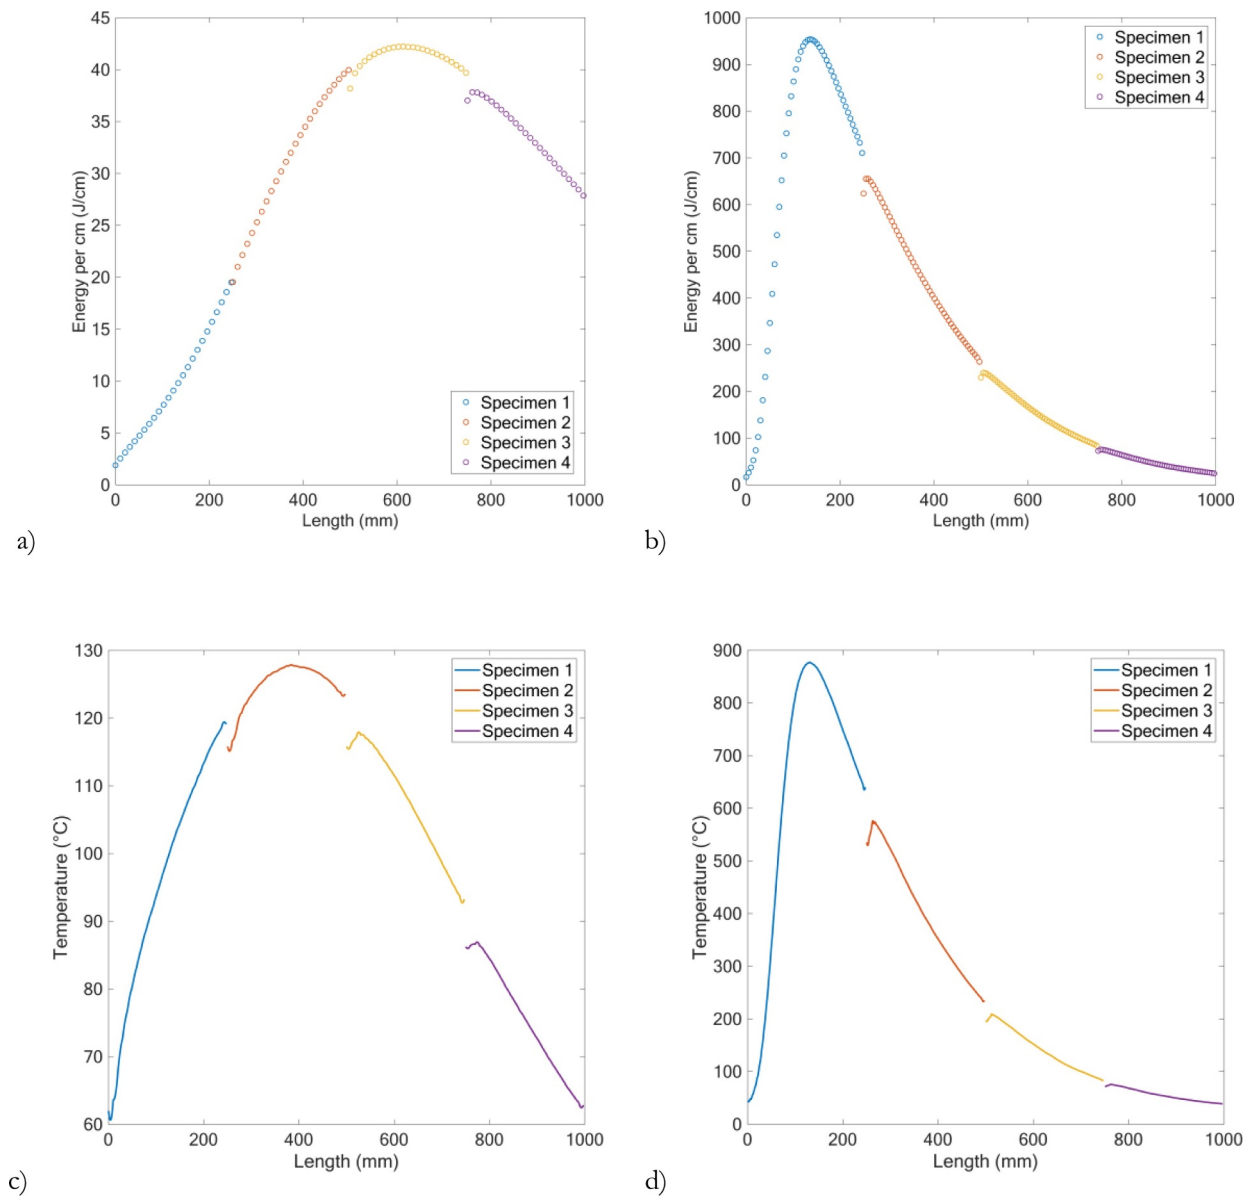 45
40
35
30
25
20
15
10
5
0
Energy per cm (J/cm)
Specimen 1
Specimen 2
Specimen 3
Specimen 4
0 200 400 600 800 1000
Length (mm)
a)
1000
900
800
700
600
500
400
300
200
100
0
Energy per cm (J/cm)
Specimen 1
Specimen 2
Specimen 3
Specimen 4
0 200 400 600 800 1000
Length (mm)
b)
130
120
110
100
90
80
70
60
Temperature (°C)
Specimen 1
Specimen 2
Specimen 3
Specimen 4
0 200 400 600 800 1000
Length (mm)
c)
900
800
700
600
500
400
300
200
100
0
Temperature (°C)
Specimen 1
Specimen 2
Specimen 3
Specimen 4
0 200 400 600 800 1000
Length (mm)
d)